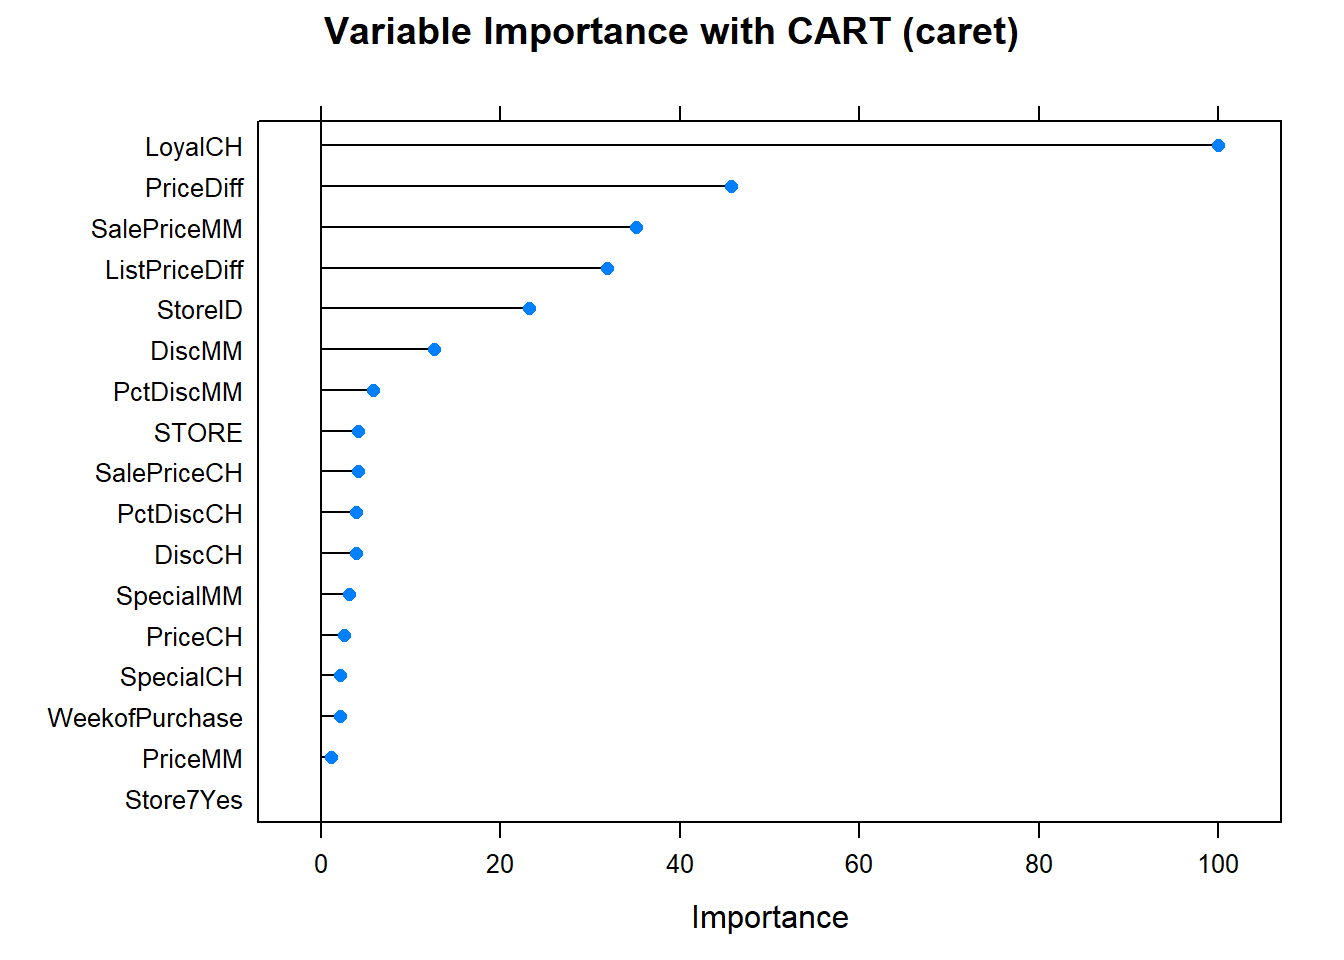 Variable Importance with CART (caret)
LoyalCH
PriceDiff
SalePriceMM
ListPriceDiff
StoreID
DiscMM
PctDiscMM
STORE
SalePriceCH
PctDiscCH
DiscCH
SpecialMM
PriceCH
SpecialCH
WeekofPurchase
PriceMM
Store7Yes
0 20 40 60 80 100
Importance